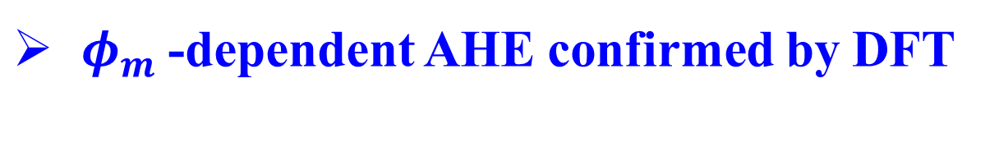 ➢ ϕₘ -dependent AHE confirmed by DFT